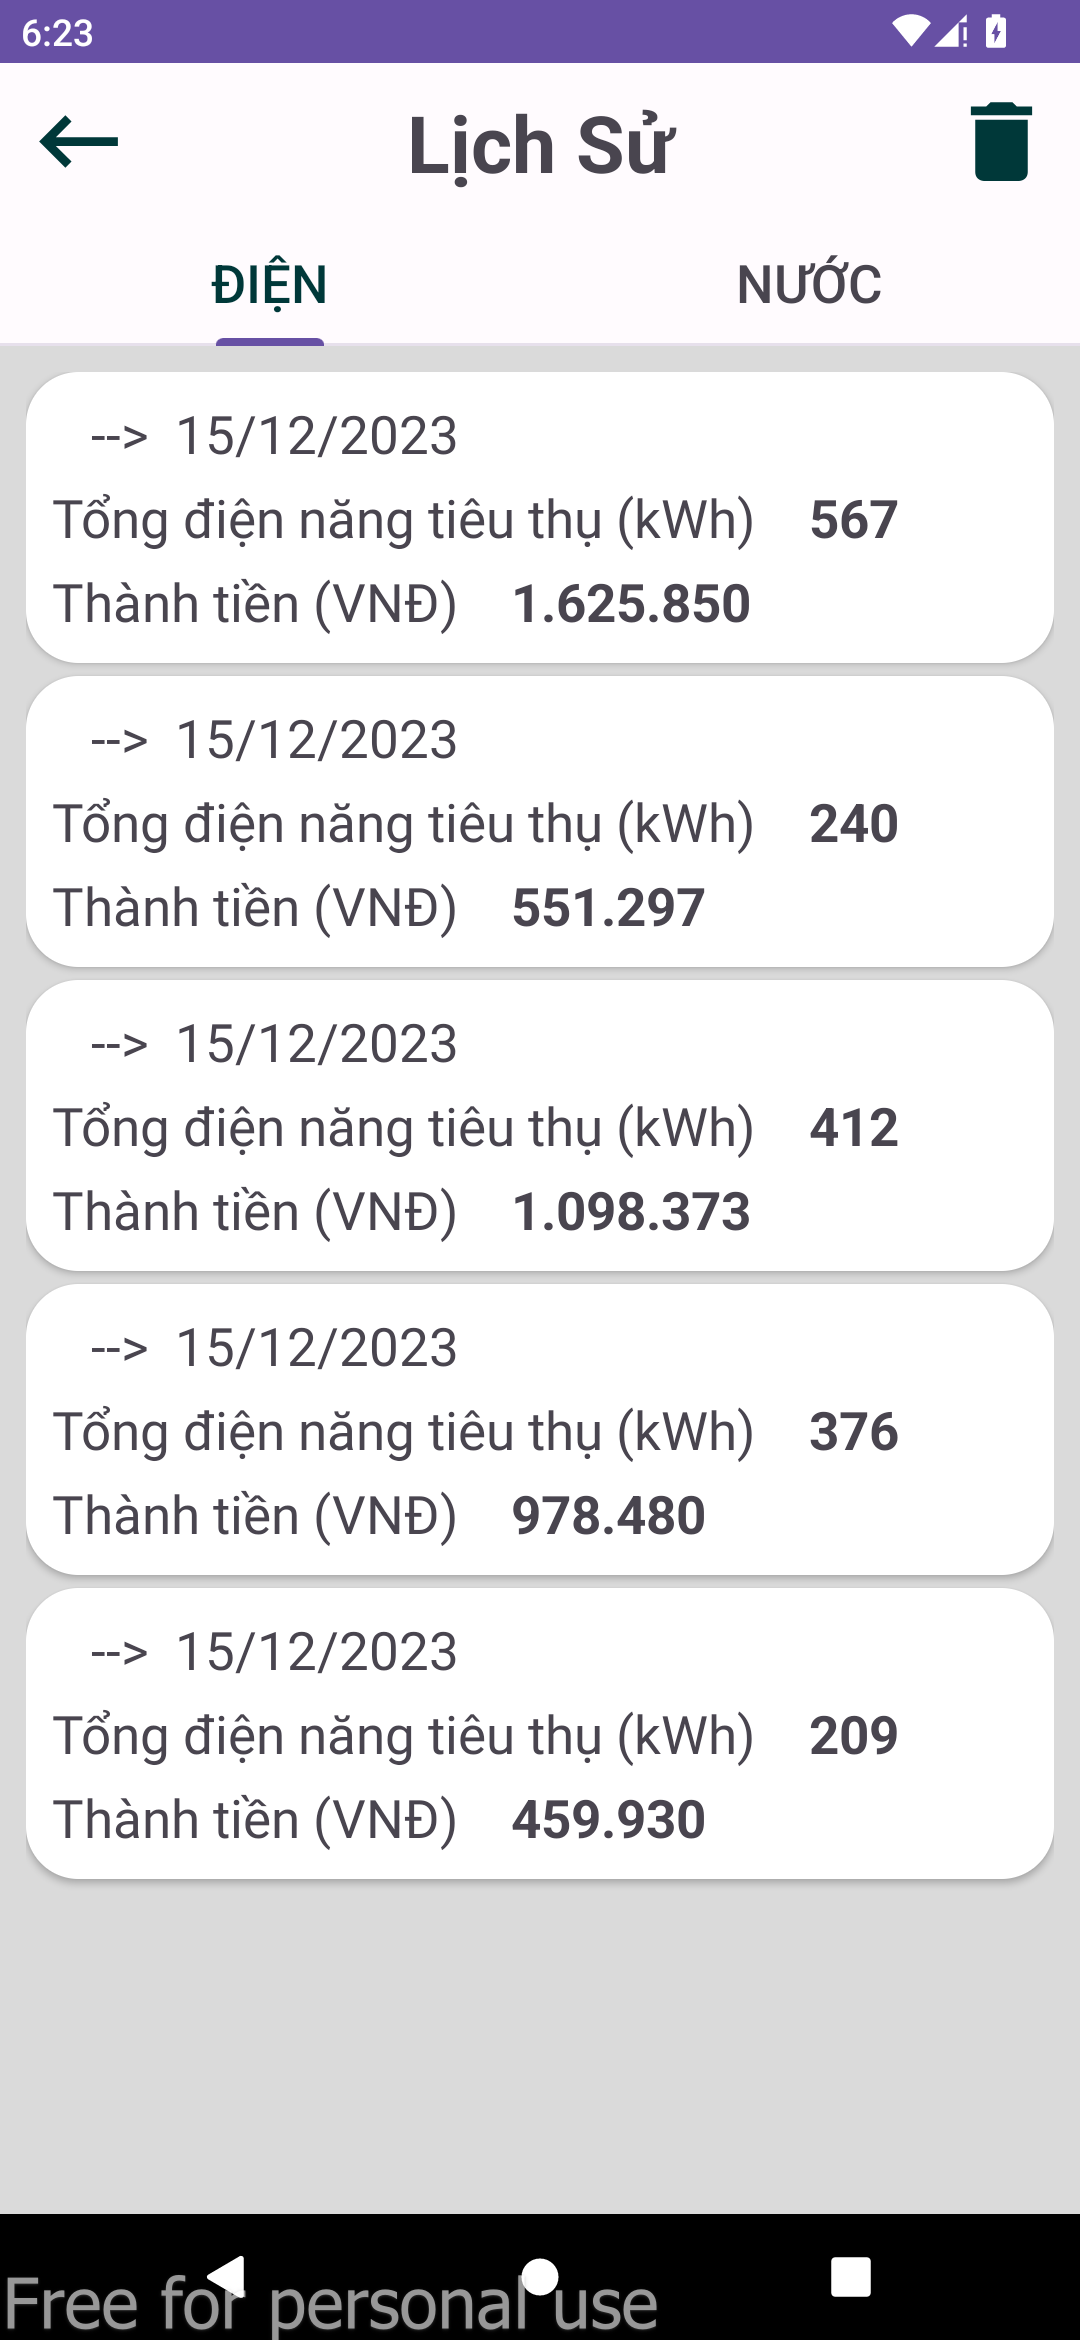 6:23
Lịch Sử
ĐIỆN NƯỚC
--> 15/12/2023
Tổng điện năng tiêu thụ (kWh) 567
Thành tiền (VNĐ) 1.625.850
--> 15/12/2023
Tổng điện năng tiêu thụ (kWh) 240
Thành tiền (VNĐ) 551.297
--> 15/12/2023
Tổng điện năng tiêu thụ (kWh) 412
Thành tiền (VNĐ) 1.098.373
--> 15/12/2023
Tổng điện năng tiêu thụ (kWh) 376
Thành tiền (VNĐ) 978.480
--> 15/12/2023
Tổng điện năng tiêu thụ (kWh) 209
Thành tiền (VNĐ) 459.930
Free for personal use